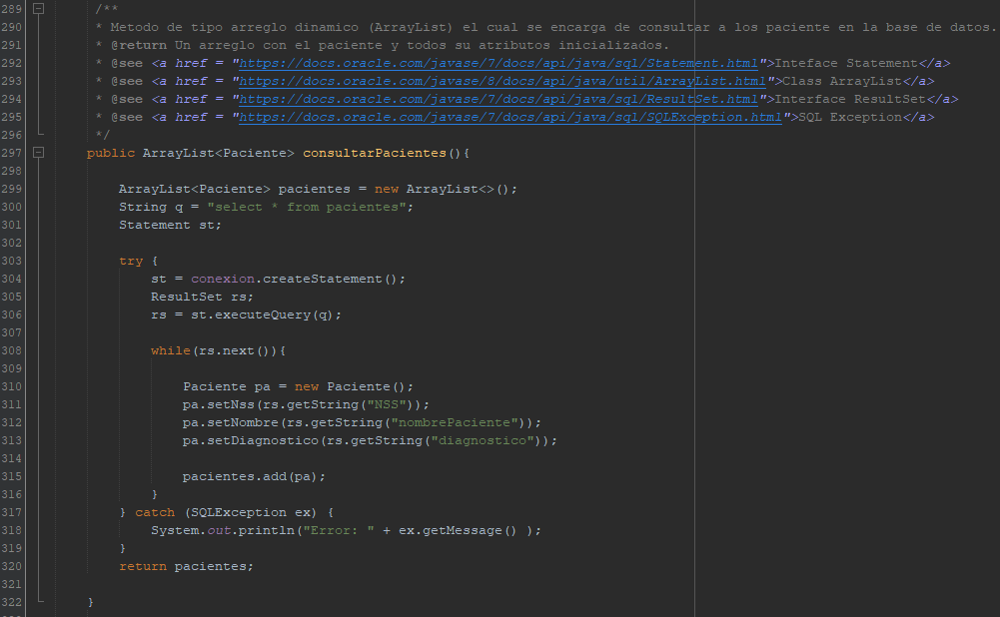 289 /**
290 * Metodo de tipo arreglo dinamico (ArrayList) el cual se encarga de consultar a los paciente en la base de datos.
291 * @return Un arreglo con el paciente y todos su atributos inicializados.
292 * @see <a href = "https://docs.oracle.com/javase/7/docs/api/java/sql/Statement.html">Inteface Statement</a>
293 * @see <a href = "https://docs.oracle.com/javase/8/docs/api/java/util/ArrayList.html">Class ArrayList</a>
294 * @see <a href = "https://docs.oracle.com/javase/7/docs/api/java/sql/ResultSet.html">Interface ResultSet</a>
295 * @see <a href = "https://docs.oracle.com/javase/7/docs/api/java/sql/SQLException.html">SQL Exception</a>
296 */
297 public ArrayList<Paciente> consultarPacientes(){
298
299 ArrayList<Paciente> pacientes = new ArrayList<>();
300 String q = "select * from pacientes";
301 Statement st;
302
303 try {
304 st = conexion.createStatement();
305 ResultSet rs;
306 rs = st.executeQuery(q);
307
308 while(rs.next()){
309
310 Paciente pa = new Paciente();
311 pa.setNss(rs.getString("NSS"));
312 pa.setNombre(rs.getString("nombrePaciente"));
313 pa.setDiagnostico(rs.getString("diagnostico"));
314
315 pacientes.add(pa);
316 }
317 } catch (SQLException ex) {
318 System.out.println("Error: " + ex.getMessage() );
319 }
320 return pacientes;
321
322 }